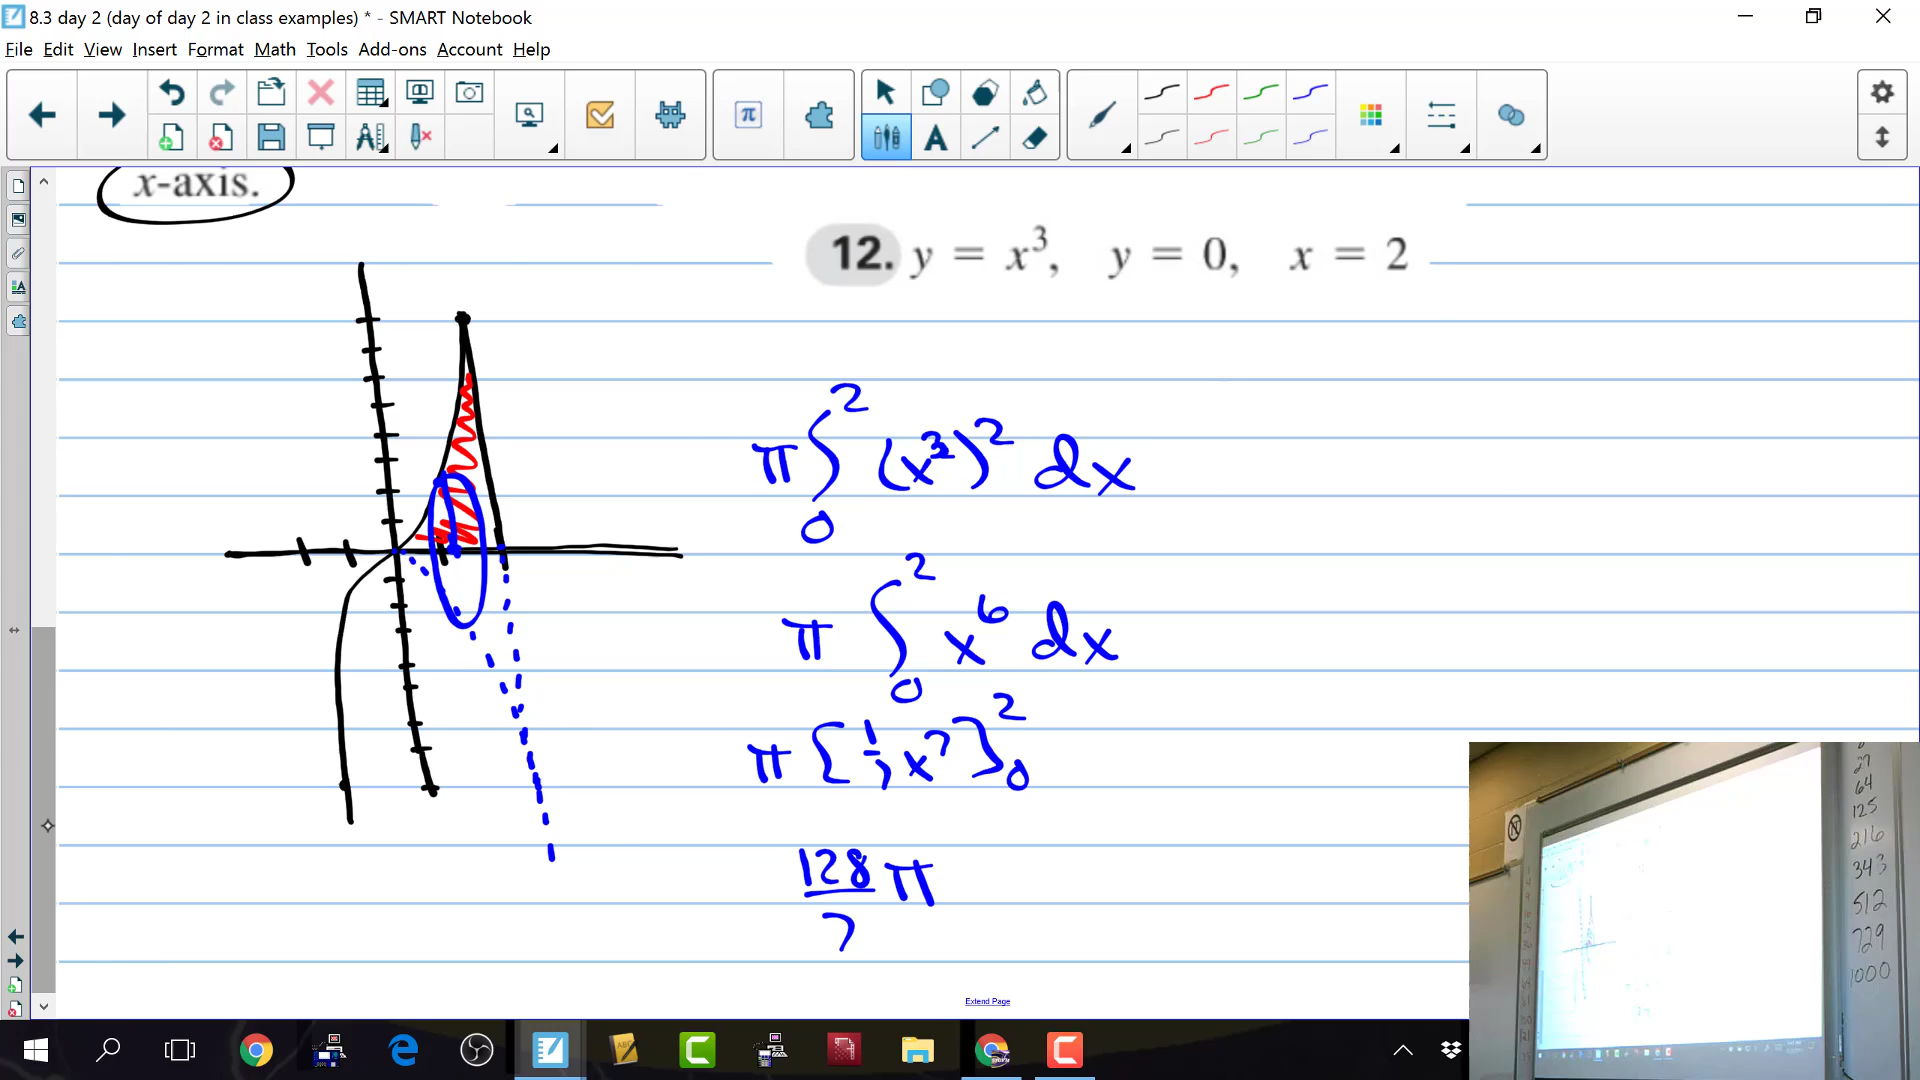 8.3 day 2 (day of day 2 in class examples) * - SMART Notebook
File Edit View Insert Format Math Tools Add-ons Account Help
π
A
x-axis.
12. y = x³, y = 0, x = 2
π ∫₀² (x³)² dx
π ∫₀² x⁶ dx
π [1/7 x⁷]₀²
128/7 π
27
64
125
216
343
512
729
1000
Extend Page